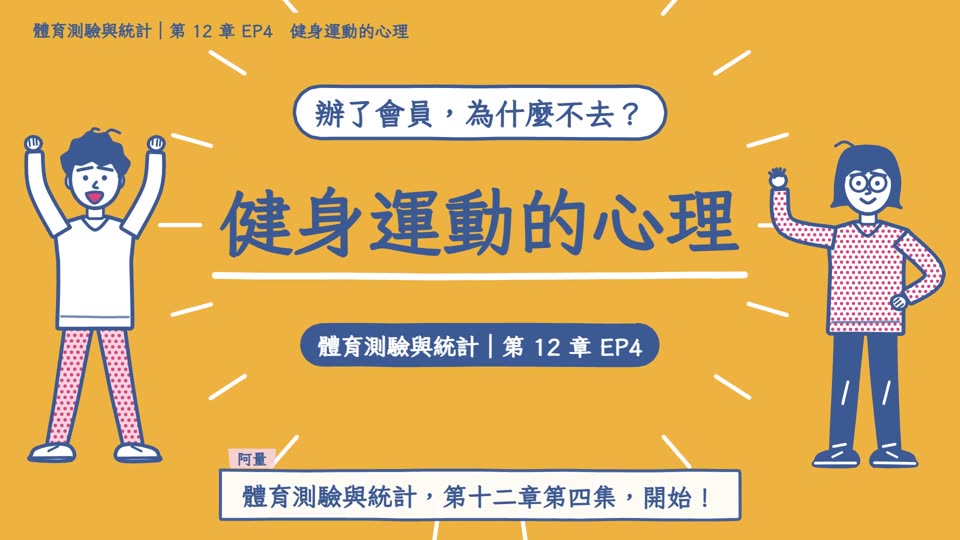 體育測驗與統計｜第 12 章 EP4　健身運動的心理
辦了會員，為什麼不去？
健身運動的心理
體育測驗與統計｜第 12 章 EP4
阿量
體育測驗與統計，第十二章第四集，開始！